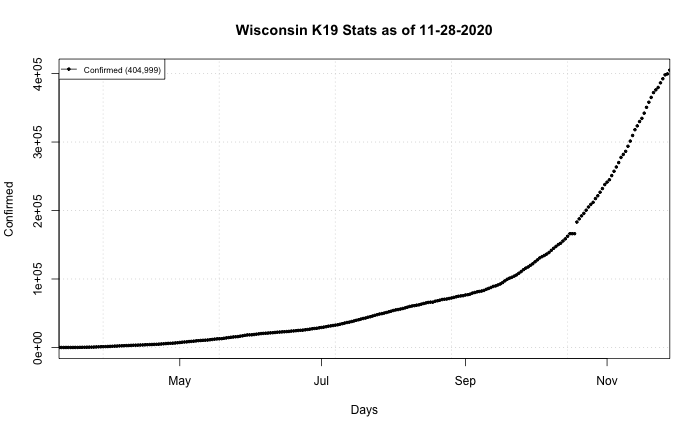 Wisconsin K19 Stats as of 11-28-2020
Confirmed (404,999)
Confirmed
4e+05
3e+05
2e+05
1e+05
0e+00
May Jul Sep Nov
Days